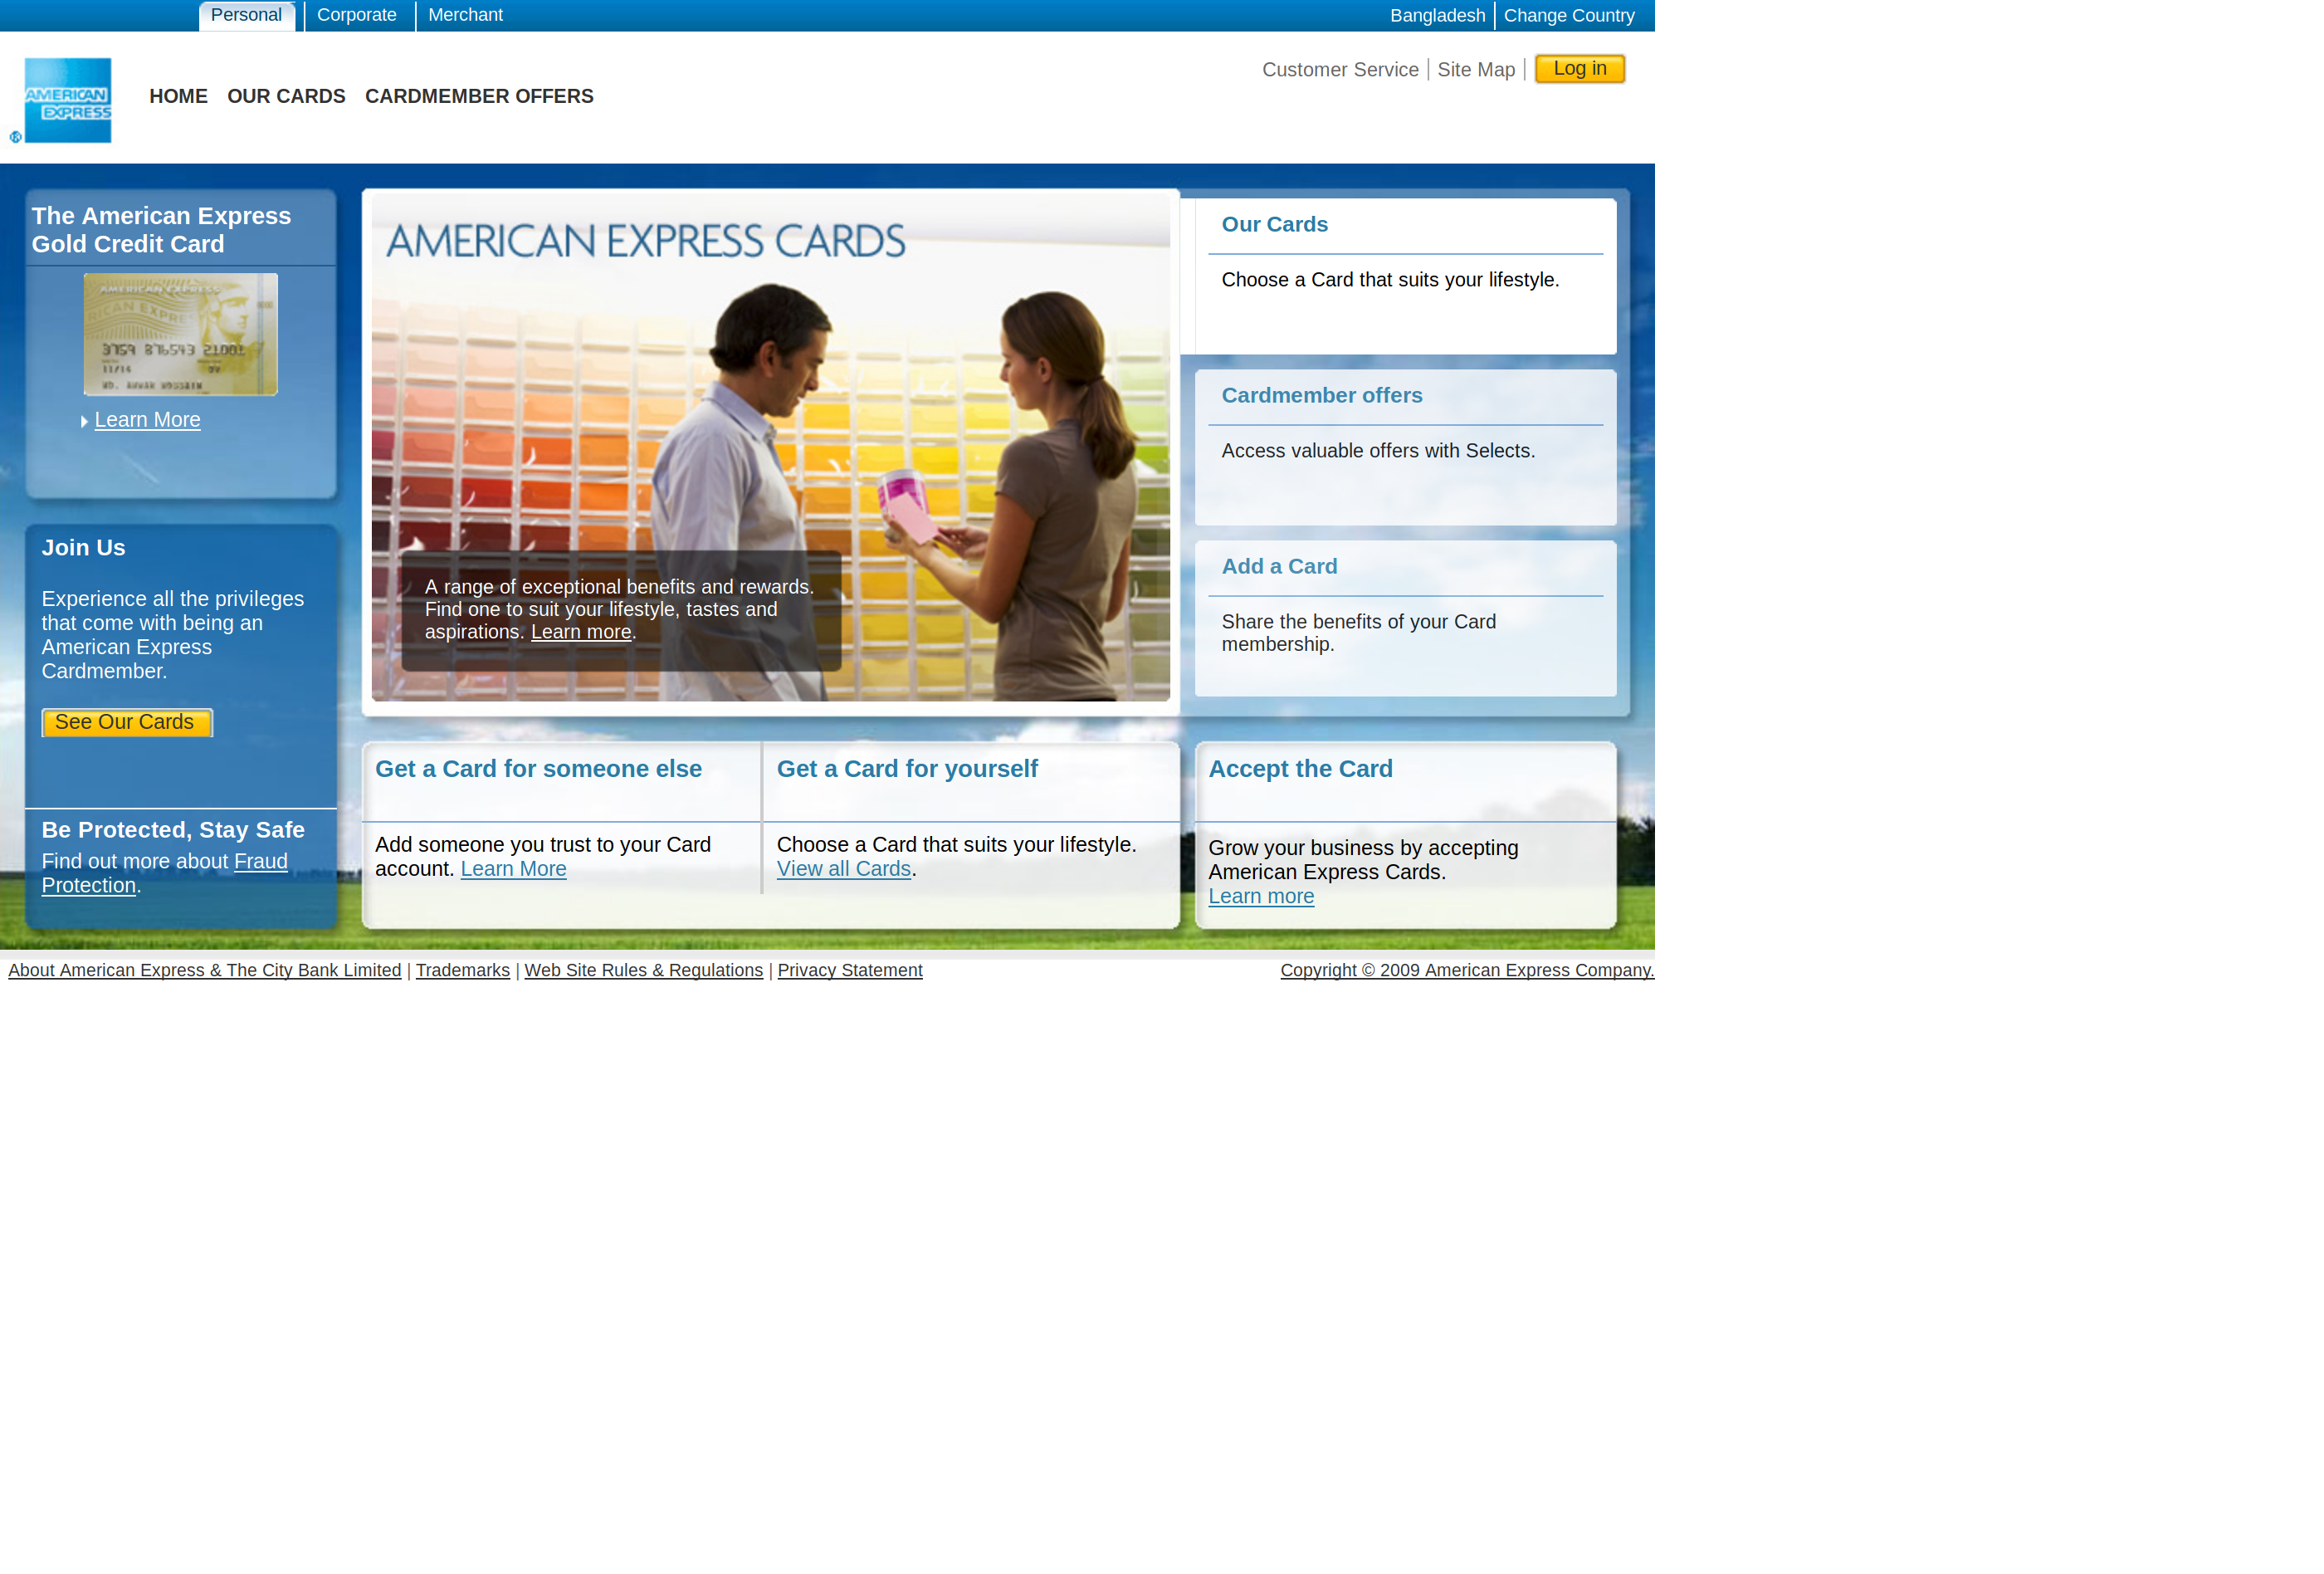 Personal Corporate Merchant Bangladesh Change Country
Customer Service Site Map Log in
AMERICAN
EXPRESS
®
HOME OUR CARDS CARDMEMBER OFFERS
The American Express
Gold Credit Card
AMERICAN EXPRESS
RICAN EXPRE
3759 876543 21001
11/14
MD. ANWAR HOSSAIN
Learn More
Join Us
Experience all the privileges
that come with being an
American Express
Cardmember.
See Our Cards
Be Protected, Stay Safe
Find out more about Fraud
Protection.
AMERICAN EXPRESS CARDS
A range of exceptional benefits and rewards.
Find one to suit your lifestyle, tastes and
aspirations. Learn more.
Our Cards
Choose a Card that suits your lifestyle.
Cardmember offers
Access valuable offers with Selects.
Add a Card
Share the benefits of your Card
membership.
Get a Card for someone else
Add someone you trust to your Card
account. Learn More
Get a Card for yourself
Choose a Card that suits your lifestyle.
View all Cards.
Accept the Card
Grow your business by accepting
American Express Cards.
Learn more
About American Express & The City Bank Limited | Trademarks | Web Site Rules & Regulations | Privacy Statement Copyright © 2009 American Express Company.